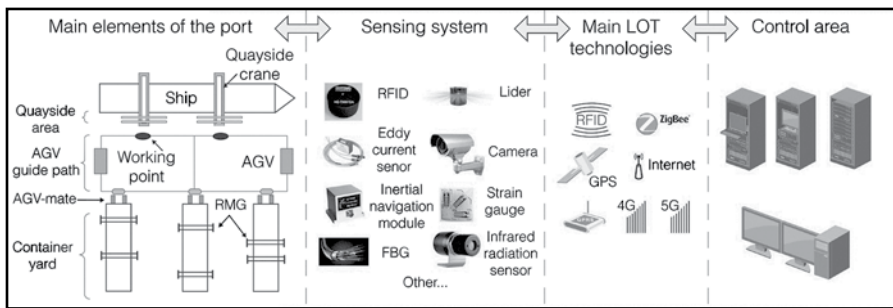 Main elements of the port
Sensing system
Main LOT
technologies
Control area
Quayside
crane
Ship
Quayside
area
AGV
guide path
Working
point
AGV
AGV-mate
RMG
Container
yard
RFID
Lider
Eddy
current
senor
Camera
Inertial
navigation
module
Strain
gauge
FBG
Infrared
radiation
sensor
Other...
RFID
ZigBee
GPS
Internet
4G
5G